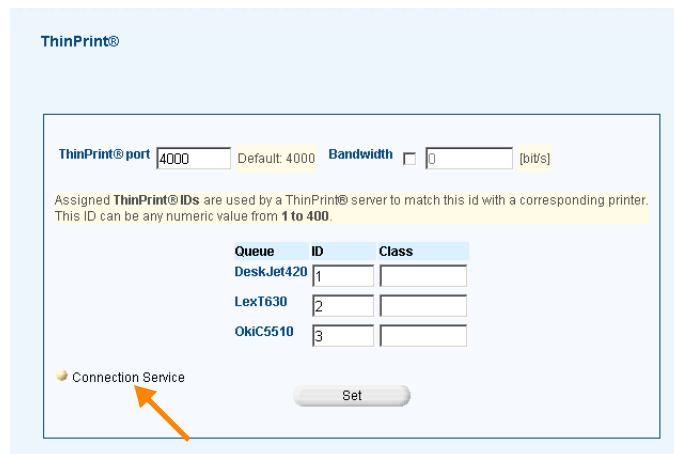 ThinPrint®
ThinPrint® port 4000 Default: 4000 Bandwidth 0 [bit/s]
Assigned ThinPrint® IDs are used by a ThinPrint® server to match this id with a corresponding printer.
This ID can be any numeric value from 1 to 400.
Queue ID Class
DeskJet420 1
LexT630 2
OkiC5510 3
Connection Service
Set